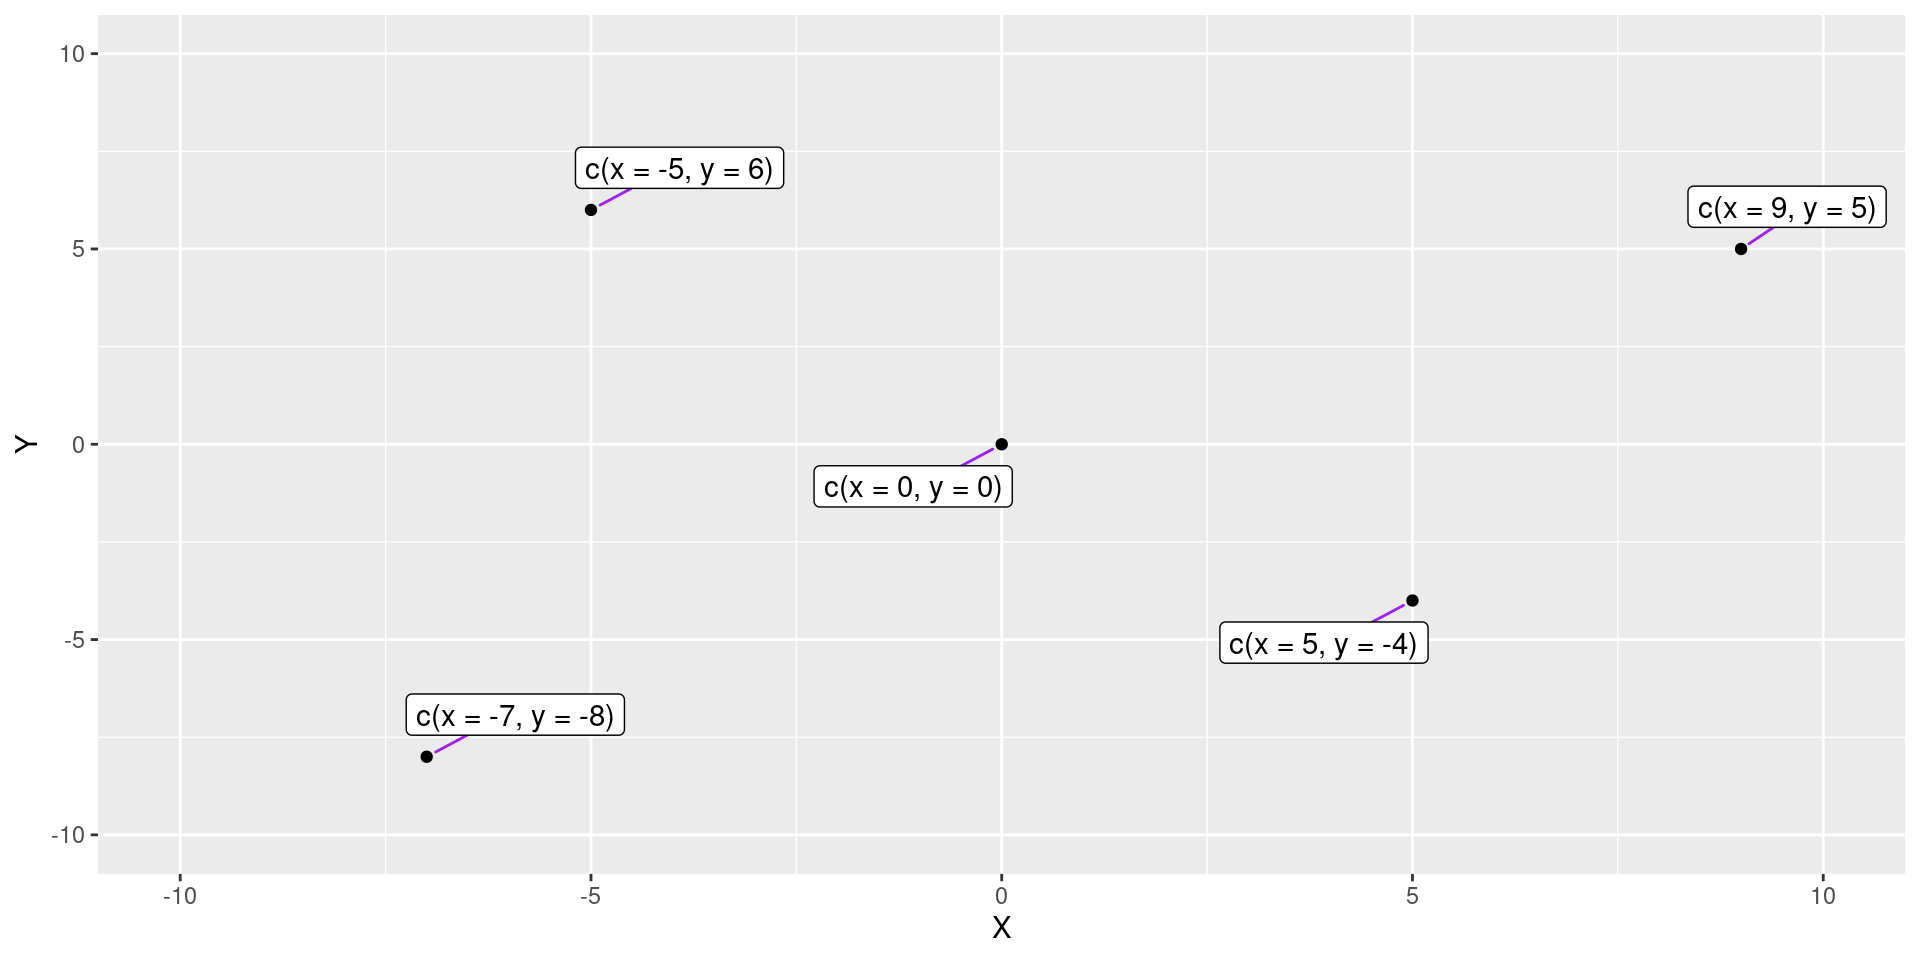 10
c(x = -5, y = 6)
c(x = 9, y = 5)
5
Y
0
c(x = 0, y = 0)
-5
c(x = 5, y = -4)
c(x = -7, y = -8)
-10
-10 -5 0 5 10
X